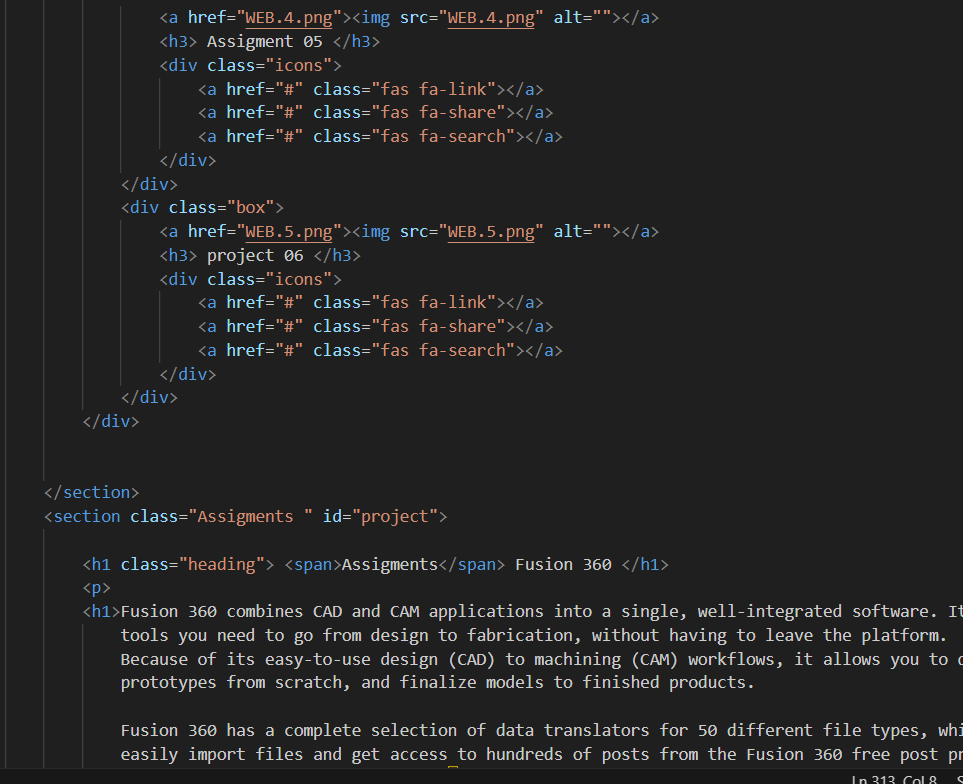 <a href="WEB.4.png"><img src="WEB.4.png" alt=""></a>
<h3> Assigment 05 </h3>
<div class="icons">
<a href="#" class="fas fa-link"></a>
<a href="#" class="fas fa-share"></a>
<a href="#" class="fas fa-search"></a>
</div>
</div>
<div class="box">
<a href="WEB.5.png"><img src="WEB.5.png" alt=""></a>
<h3> project 06 </h3>
<div class="icons">
<a href="#" class="fas fa-link"></a>
<a href="#" class="fas fa-share"></a>
<a href="#" class="fas fa-search"></a>
</div>
</div>
</div>
</section>
<section class="Assigments " id="project">
<h1 class="heading"> <span>Assigments</span> Fusion 360 </h1>
<p>
<h1>Fusion 360 combines CAD and CAM applications into a single, well-integrated software. It
tools you need to go from design to fabrication, without having to leave the platform.
Because of its easy-to-use design (CAD) to machining (CAM) workflows, it allows you to
prototypes from scratch, and finalize models to finished products.
Fusion 360 has a complete selection of data translators for 50 different file types, whi
easily import files and get access to hundreds of posts from the Fusion 360 free post
Ln 313, Col 8